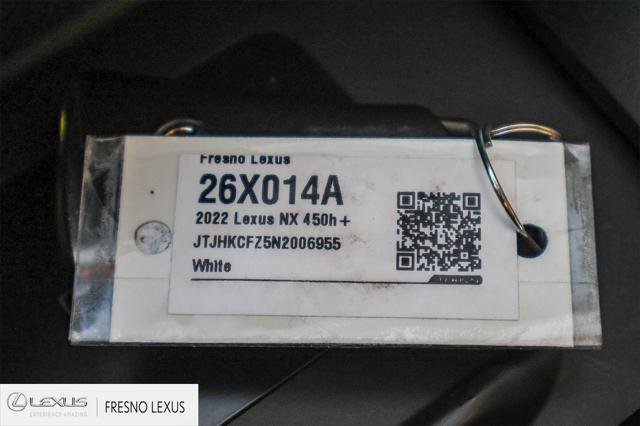 Fresno Lexus
26X014A
2022 Lexus NX 450h+
JTJHKCFZ5N2006955
White
LEXUS
EXPERIENCE AMAZING
FRESNO LEXUS